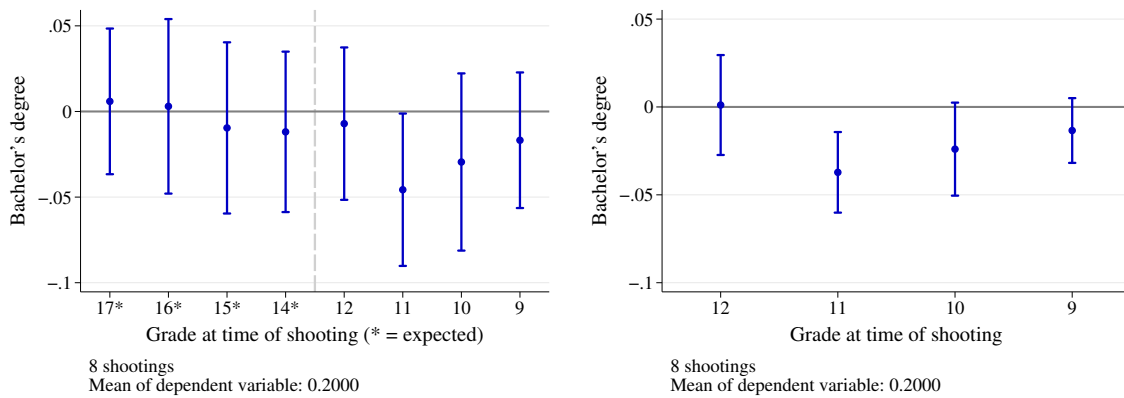 Bachelor's degree
.05
0
−.05
−.1
17* 16* 15* 14* 12 11 10 9
Grade at time of shooting (* = expected)
8 shootings
Mean of dependent variable: 0.2000
Bachelor's degree
.05
0
−.05
−.1
12 11 10 9
Grade at time of shooting
8 shootings
Mean of dependent variable: 0.2000